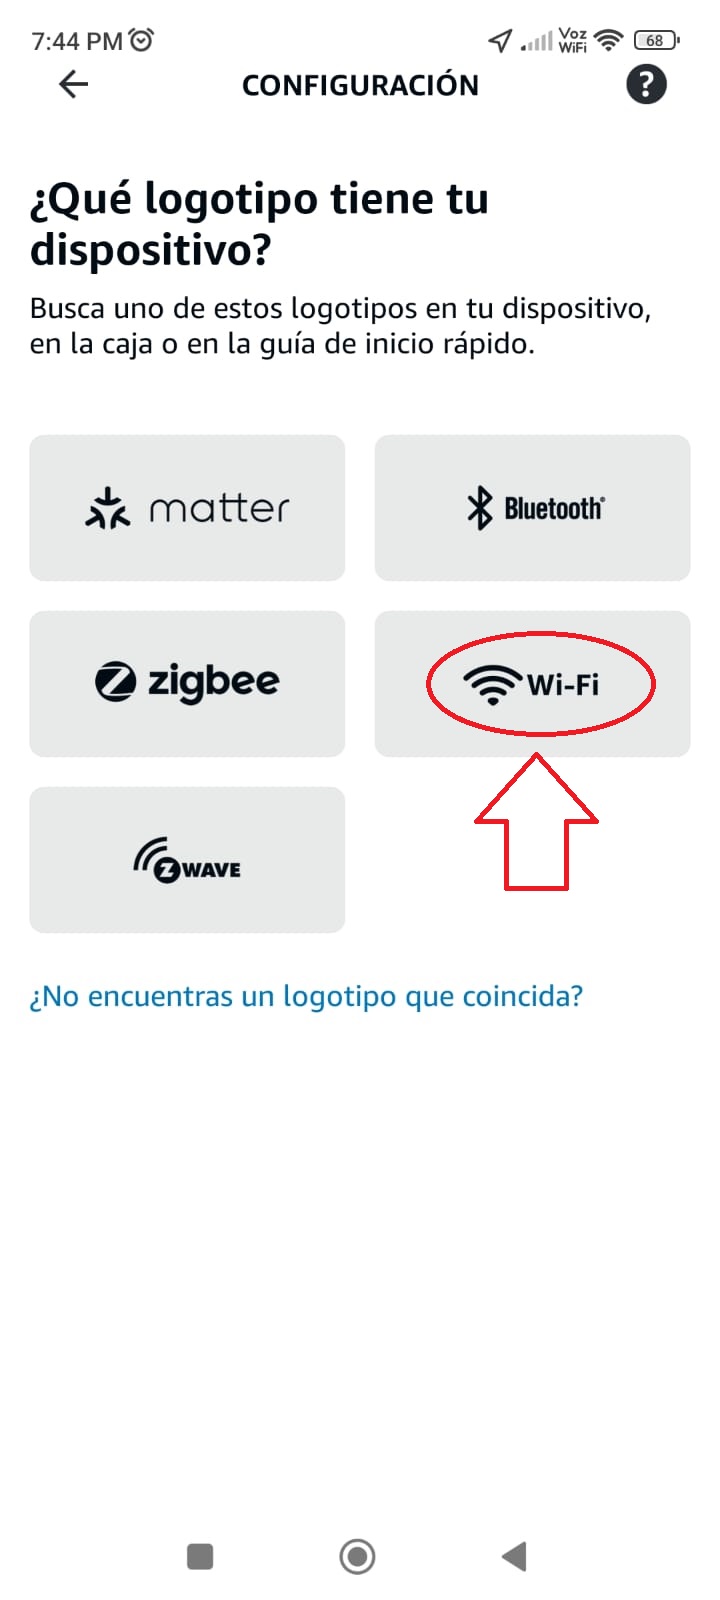 7:44 PM
Voz
WiFi
68
CONFIGURACIÓN
?
¿Qué logotipo tiene tu
dispositivo?
Busca uno de estos logotipos en tu dispositivo,
en la caja o en la guía de inicio rápido.
matter
Bluetooth®
zigbee
Wi-Fi
Z WAVE
¿No encuentras un logotipo que coincida?